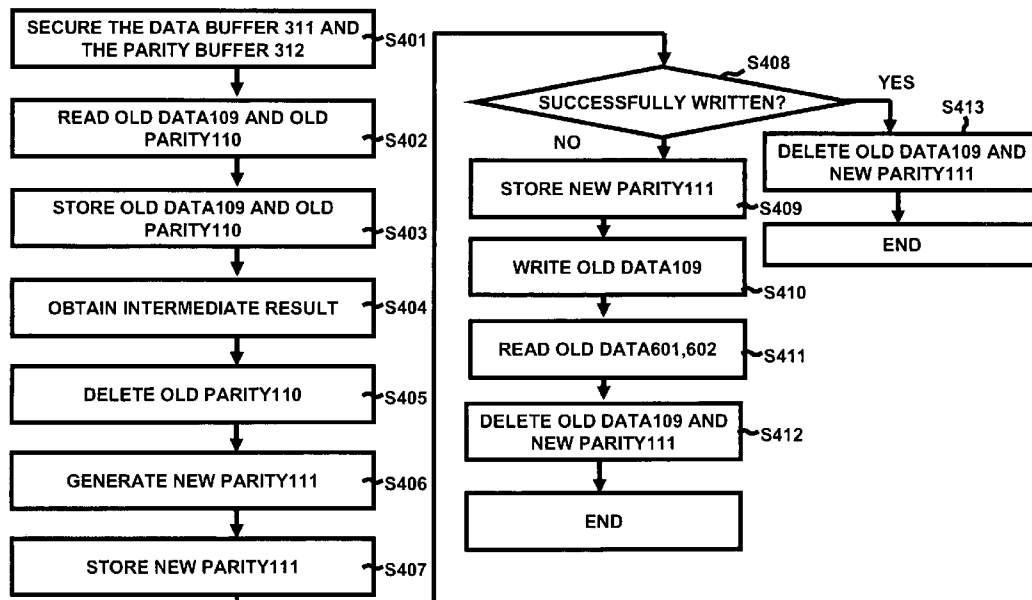 SECURE THE DATA BUFFER 311 AND
THE PARITY BUFFER 312
S401
READ OLD DATA109 AND OLD
PARITY110
S402
STORE OLD DATA109 AND OLD
PARITY110
S403
OBTAIN INTERMEDIATE RESULT
S404
DELETE OLD PARITY110
S405
GENERATE NEW PARITY111
S406
STORE NEW PARITY111
S407
S408
SUCCESSFULLY WRITTEN?
YES
NO
STORE NEW PARITY111
S409
WRITE OLD DATA109
S410
READ OLD DATA601,602
S411
DELETE OLD DATA109 AND
NEW PARITY111
S412
END
S413
DELETE OLD DATA109 AND
NEW PARITY111
END